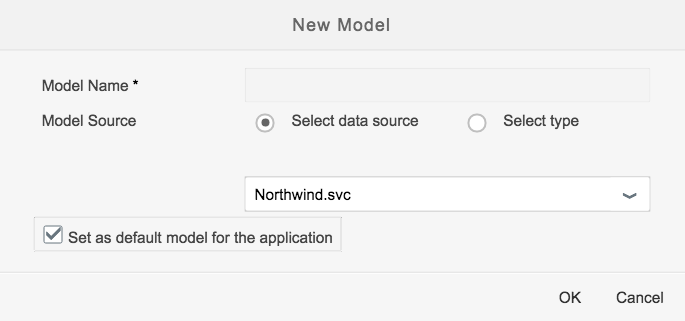 New Model
Model Name *
Model Source Select data source Select type
Northwind.svc
Set as default model for the application
OK Cancel